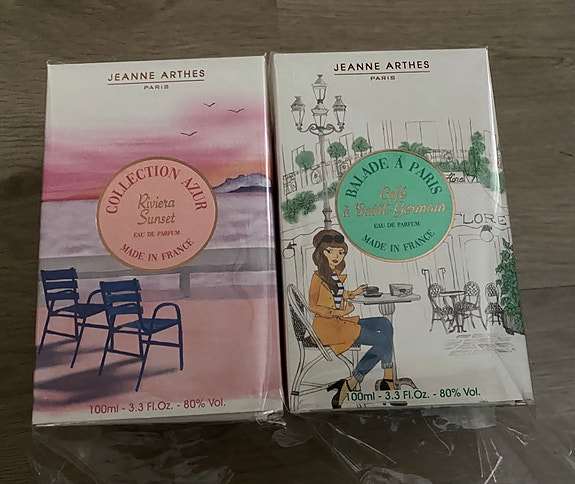 JEANNE ARTHES
PARIS
COLLECTION AZUR
Riviera
Sunset
EAU DE PARFUM
MADE IN FRANCE
100ml - 3.3 Fl.Oz. - 80% Vol.
JEANNE ARTHES
PARIS
BALADE À PARIS
Café
à Saint Germain
EAU DE PARFUM
MADE IN FRANCE
FLORE
100ml - 3.3 Fl.Oz. - 80% Vol.